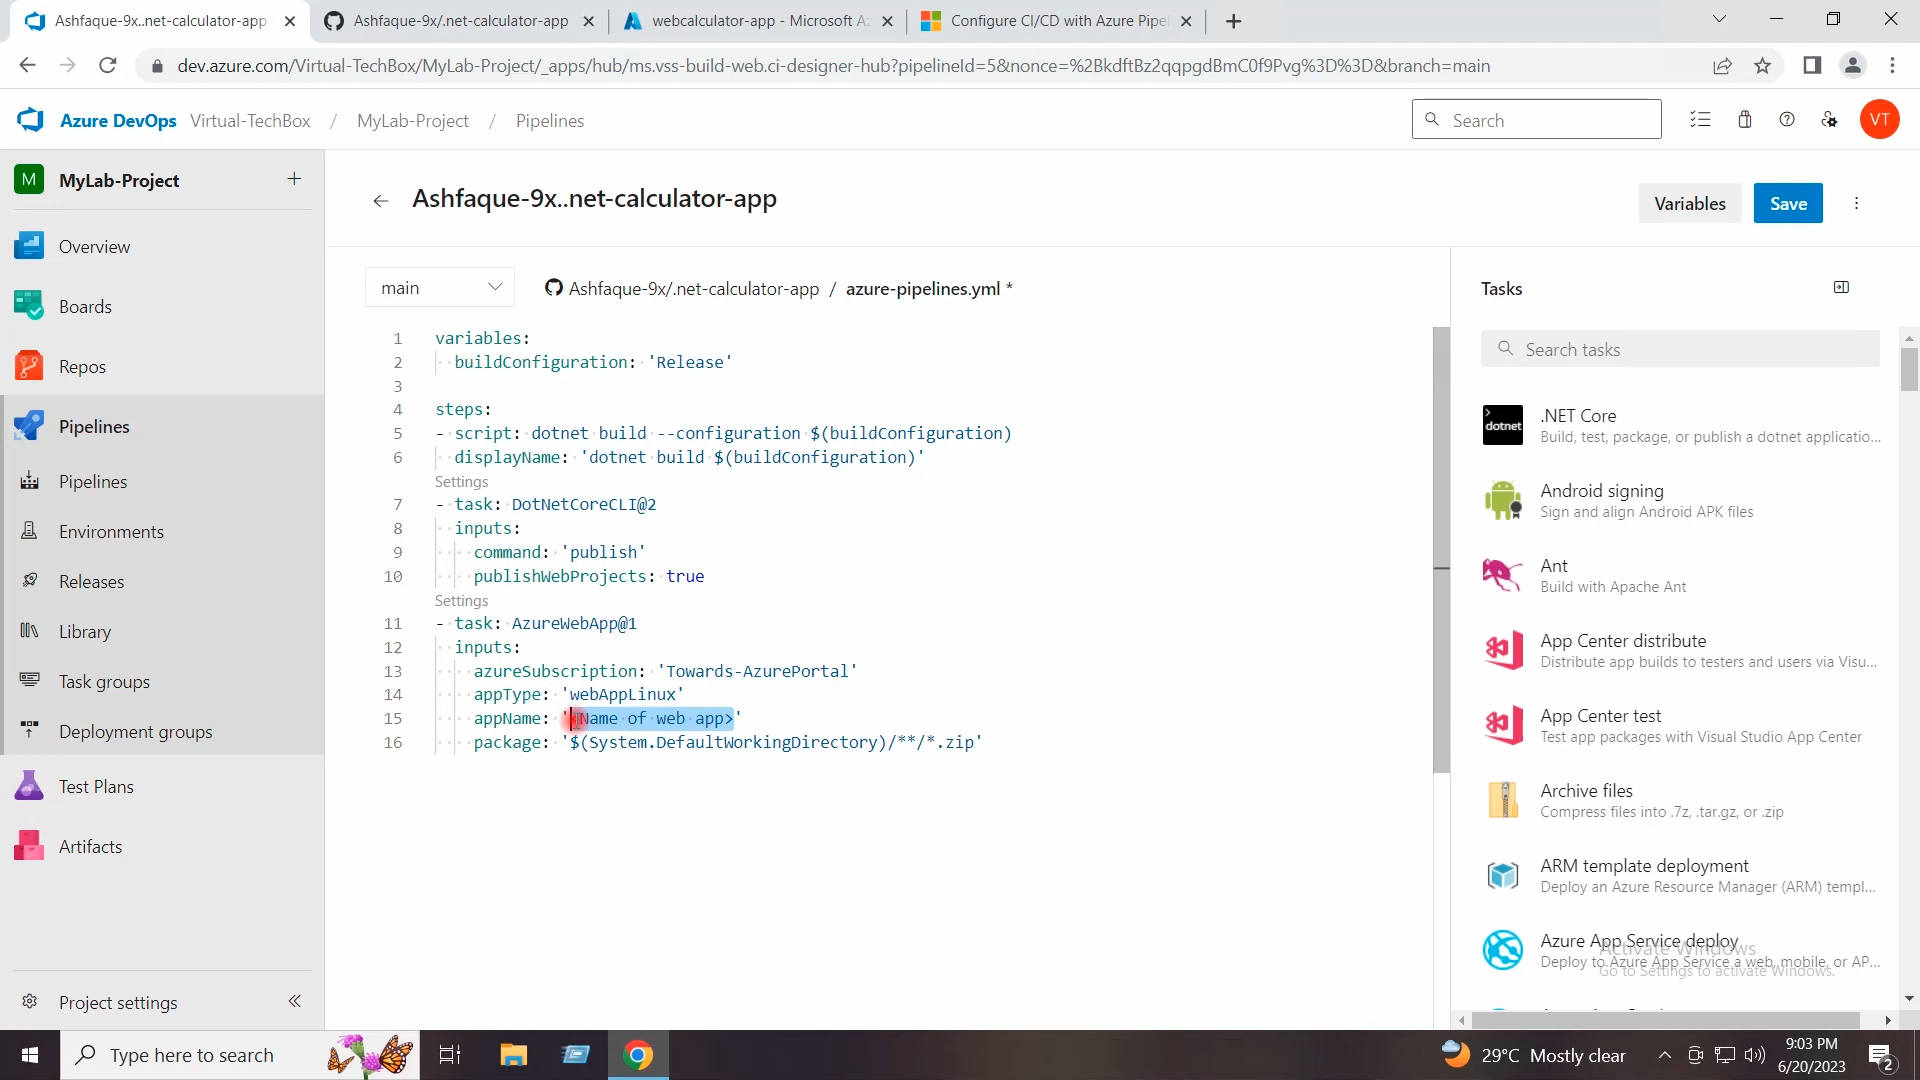 Ashfaque-9x..net-calculator-app
Ashfaque-9x/.net-calculator-app
webcalculator-app - Microsoft Az
Configure CI/CD with Azure Pipel
dev.azure.com/Virtual-TechBox/MyLab-Project/_apps/hub/ms.vss-build-web.ci-designer-hub?pipelineId=5&nonce=%2BkdftBz2qqpgdBmC0f9Pvg%3D%3D&branch=main
Azure DevOps Virtual-TechBox / MyLab-Project / Pipelines
Search
VT
M MyLab-Project
Overview
Boards
Repos
Pipelines
Pipelines
Environments
Releases
Library
Task groups
Deployment groups
Test Plans
Artifacts
Project settings
Ashfaque-9x..net-calculator-app
Variables
Save
main
Ashfaque-9x/.net-calculator-app / azure-pipelines.yml *
1 variables:
2 buildConfiguration: 'Release'
3
4 steps:
5 - script: dotnet build --configuration $(buildConfiguration)
6 displayName: 'dotnet build $(buildConfiguration)'
Settings
7 - task: DotNetCoreCLI@2
8 inputs:
9 command: 'publish'
10 publishWebProjects: true
Settings
11 - task: AzureWebApp@1
12 inputs:
13 azureSubscription: 'Towards-AzurePortal'
14 appType: 'webAppLinux'
15 appName: '<Name of web app>'
16 package: '$(System.DefaultWorkingDirectory)/**/*.zip'
Tasks
Search tasks
dotnet
.NET Core
Build, test, package, or publish a dotnet applicatio...
Android signing
Sign and align Android APK files
Ant
Build with Apache Ant
App Center distribute
Distribute app builds to testers and users via Visu...
App Center test
Test app packages with Visual Studio App Center
Archive files
Compress files into .7z, .tar.gz, or .zip
ARM template deployment
Deploy an Azure Resource Manager (ARM) templ...
Azure App Service deploy
Deploy to Azure App Service a web, mobile, or AP...
Activate Windows
Go to Settings to activate Windows.
Type here to search
29°C Mostly clear
9:03 PM
6/20/2023
2